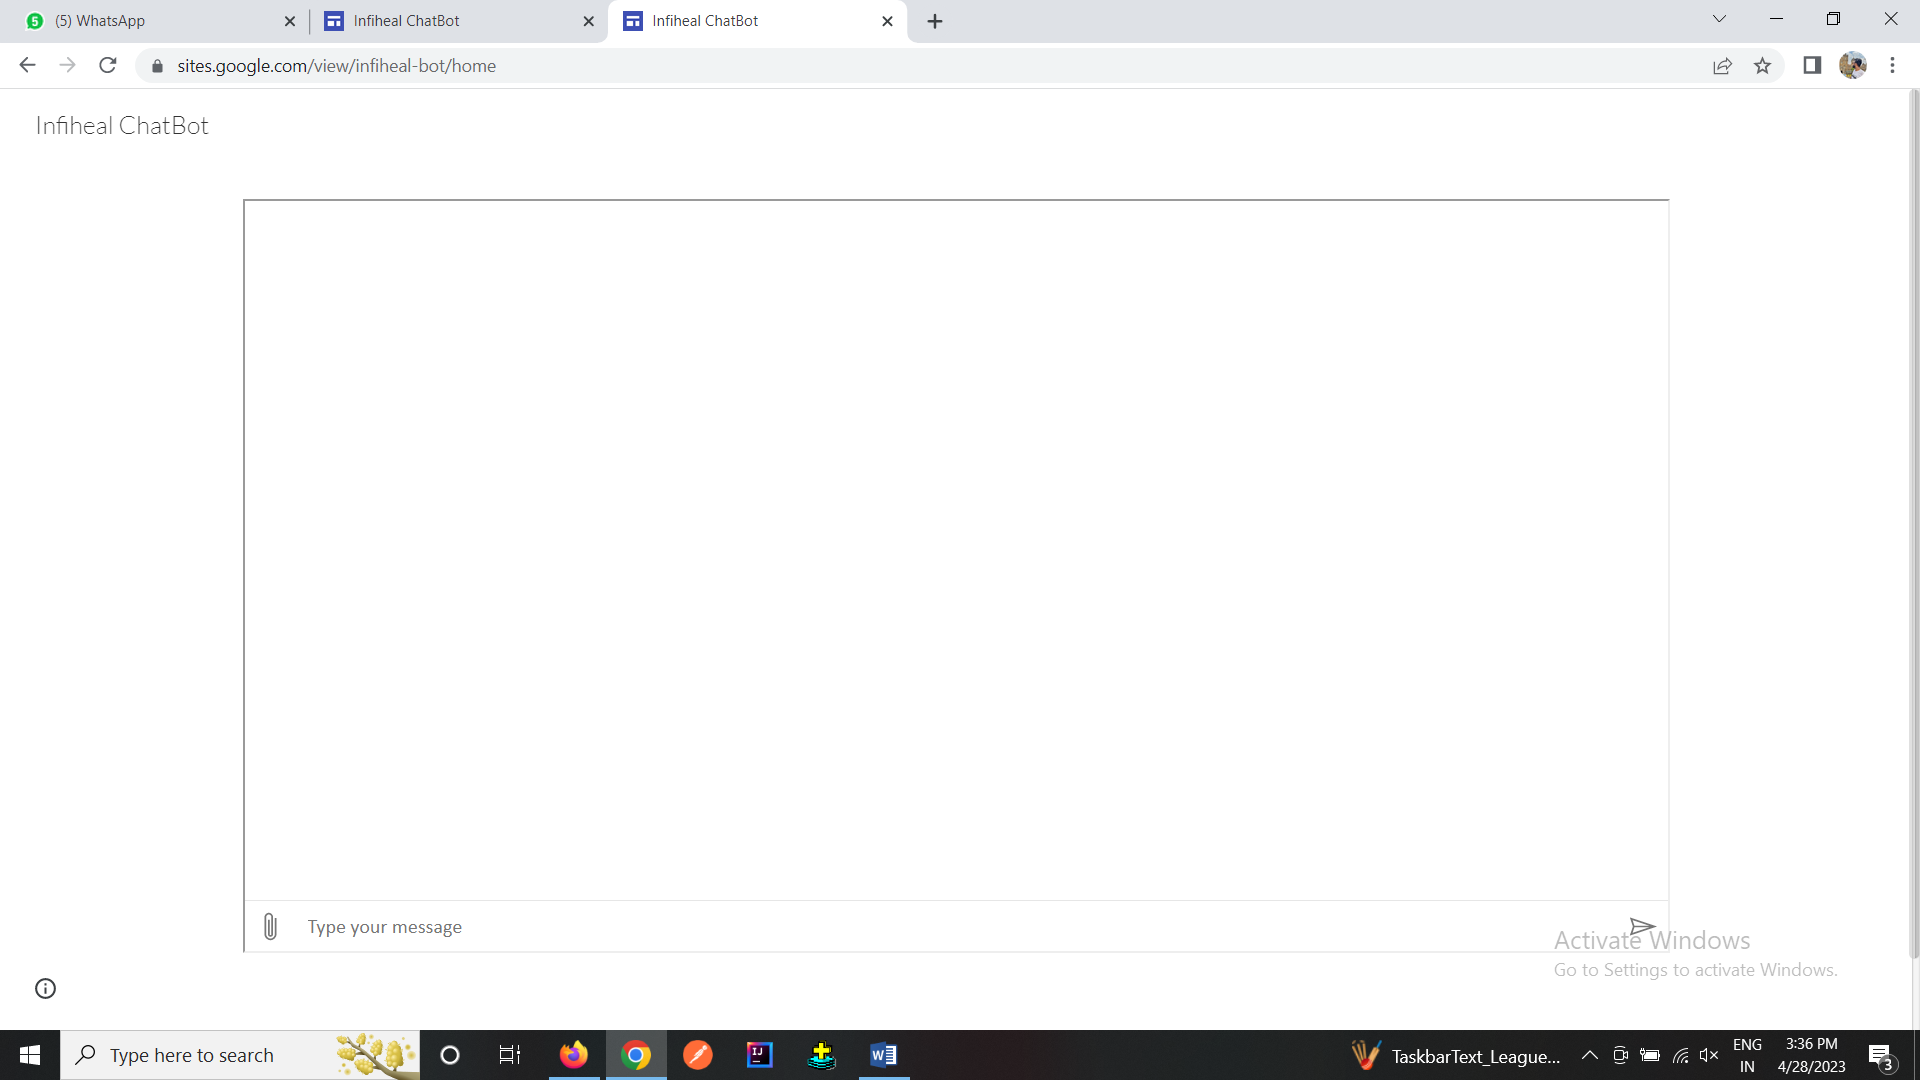 (5) WhatsApp
Infiheal ChatBot
Infiheal ChatBot
sites.google.com/view/infiheal-bot/home
Infiheal ChatBot
Type your message
Activate Windows
Go to Settings to activate Windows.
Type here to search
TaskbarText_League...
ENG
IN
3:36 PM
4/28/2023
3